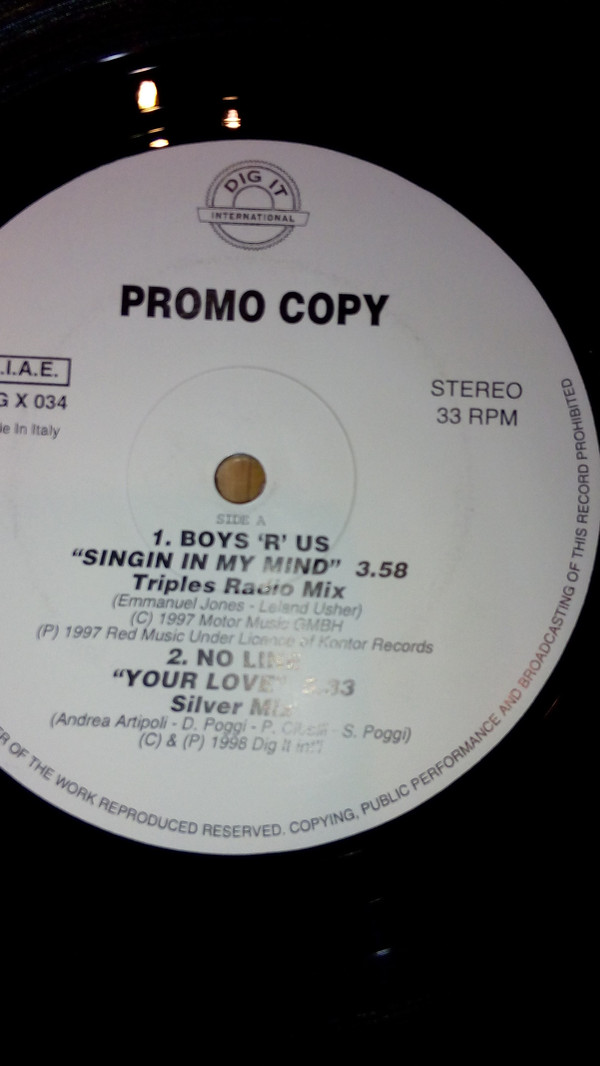 DIG IT
INTERNATIONAL
PROMO COPY
.I.A.E.
G X 034
In Italy
STEREO
33 RPM
SIDE A
1. BOYS 'R' US
"SINGIN IN MY MIND" 3.58
Triples Radio Mix
(Emmanuel Jones - Leland Usher)
(C) 1997 Motor Music GMBH
(P) 1997 Red Music Under Licence of Kontor Records
2. NO
"YOUR LOVE"
Silver Mix
(Andrea Artipoli - D. Poggi - P. - S. Poggi)
(C) & (P) 1998 Dig It Int'l
OF THE WORK REPRODUCED RESERVED. COPYING, PUBLIC PERFORMANCE AND BROADCASTING OF THIS RECORD PROHIBITED